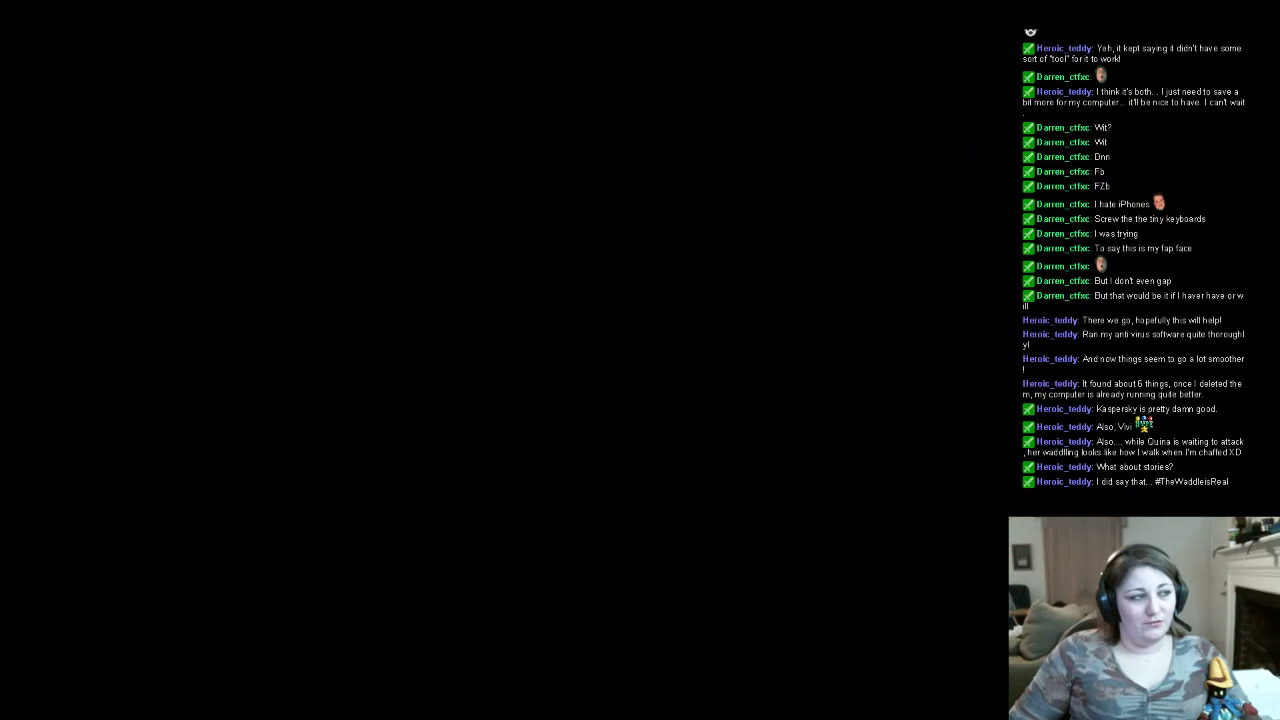 Heroic_teddy: Yeh, it kept saying it didn't have some
sort of "tool" for it to work!
Darren_ctfxc:
Heroic_teddy: I think it's both... I just need to save a
bit more for my computer... it'll be nice to have. I can't wait
.
Darren_ctfxc: Wit?
Darren_ctfxc: Wit
Darren_ctfxc: Dnn
Darren_ctfxc: Fb
Darren_ctfxc: FZb
Darren_ctfxc: I hate iPhones
Darren_ctfxc: Screw the the tiny keyboards
Darren_ctfxc: I was trying
Darren_ctfxc: To say this is my fap face
Darren_ctfxc:
Darren_ctfxc: But I don't even gap
Darren_ctfxc: But that would be it if I haver have or w
ill
Heroic_teddy: There we go, hopefully this will help!
Heroic_teddy: Ran my anti virus software quite thoroughl
y!
Heroic_teddy: And now things seem to go a lot smoother
!
Heroic_teddy: It found about 6 things, once I deleted the
m, my computer is already running quite better.
Heroic_teddy: Kaspersky is pretty damn good.
Heroic_teddy: Also, Vivi
Heroic_teddy: Also.... while Quina is waiting to attack
, her waddling looks like how I walk when I'm chaffed XD
Heroic_teddy: What about stories?
Heroic_teddy: I did say that... #TheWaddleisReal